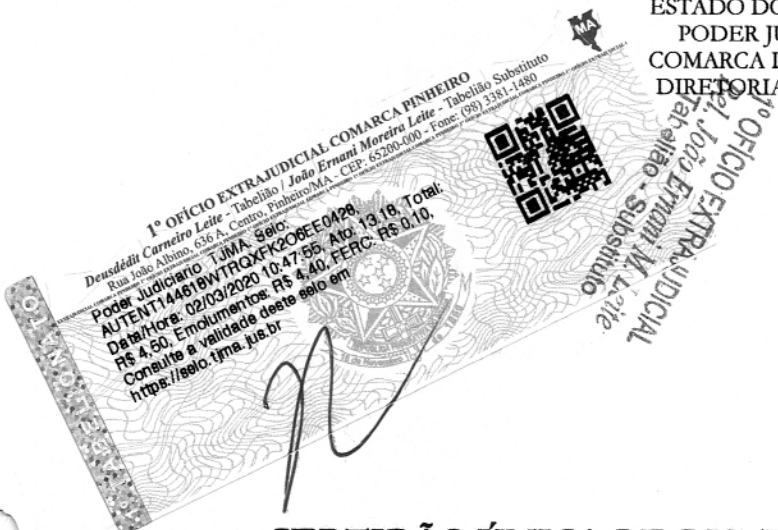 ESTADO DO
PODER JU
COMARCA D
DIRETORIA
MA
1º OFÍCIO EXTRAJUDICIAL COMARCA PINHEIRO
Deusdédit Carneiro Leite - Tabelião / João Ernani Moreira Leite - Tabelião Substituto
Rua João Albino, 636 A, Centro, Pinheiro/MA - CEP: 65200-000 - Fone: (98) 3381-1480
Poder Judiciário TJMA. Selo:
AUTENT144618WTRQXFK2O6EE0426,
Data/Hora: 02/03/2020 10:47:55, Ato: 13.18, Total:
R$ 4,50, Emolumentos: R$ 4,40, FERC: R$ 0,10,
Consulte a validade deste selo em
https://selo.tjma.jus.br
TABELIONATO
1º OFÍCIO EXTRAJUDICIAL
Bel. João Ernani M. Leite
Tabelião - Substituto